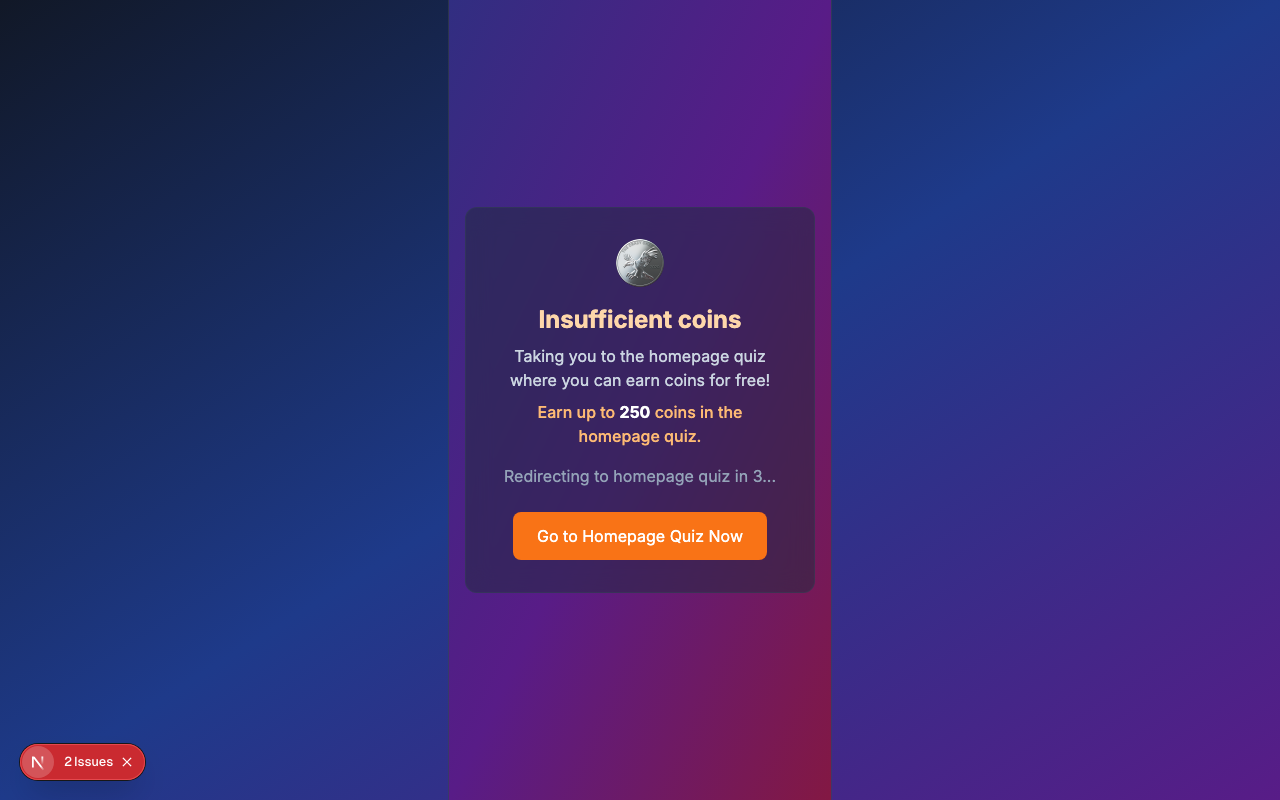 Insufficient coins
Taking you to the homepage quiz
where you can earn coins for free!
Earn up to 250 coins in the
homepage quiz.
Redirecting to homepage quiz in 3...
Go to Homepage Quiz Now
N
2 Issues